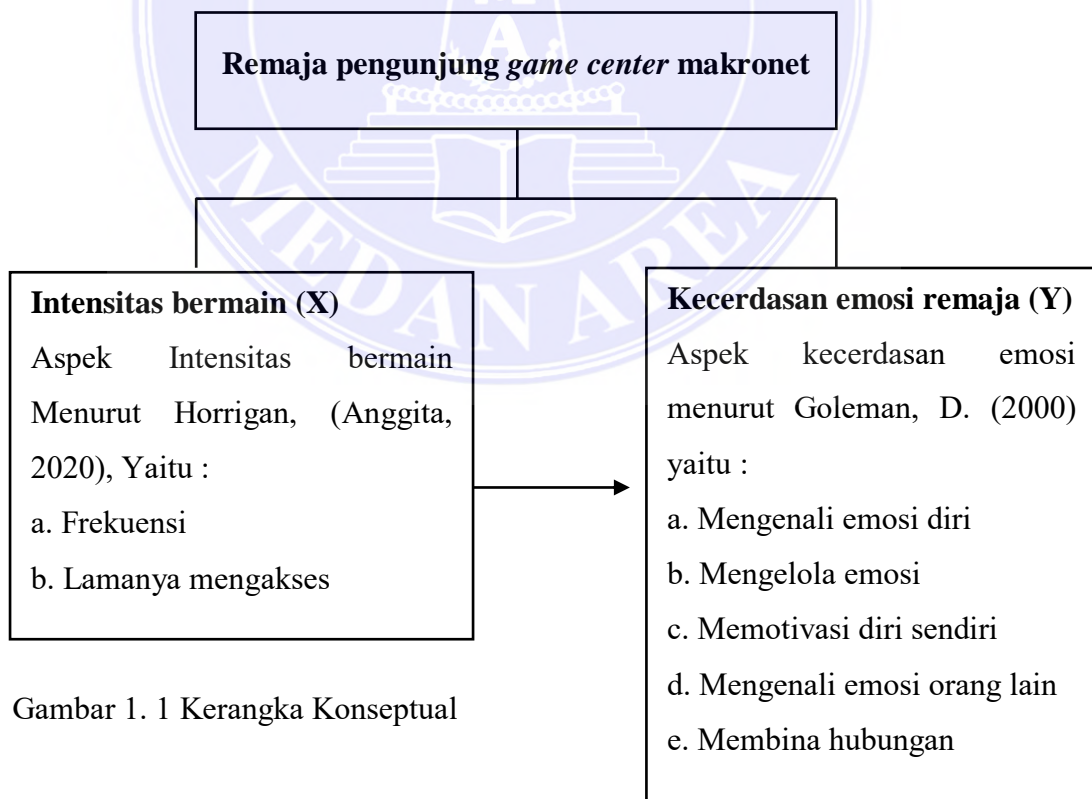 Remaja pengunjung game center makronet
Intensitas bermain (X)
Aspek Intensitas bermain
Menurut Horrigan, (Anggita,
2020), Yaitu :
a. Frekuensi
b. Lamanya mengakses
Kecerdasan emosi remaja (Y)
Aspek kecerdasan emosi
menurut Goleman, D. (2000)
yaitu :
a. Mengenali emosi diri
b. Mengelola emosi
c. Memotivasi diri sendiri
d. Mengenali emosi orang lain
e. Membina hubungan
Gambar 1. 1 Kerangka Konseptual
A
MEDAN AREA